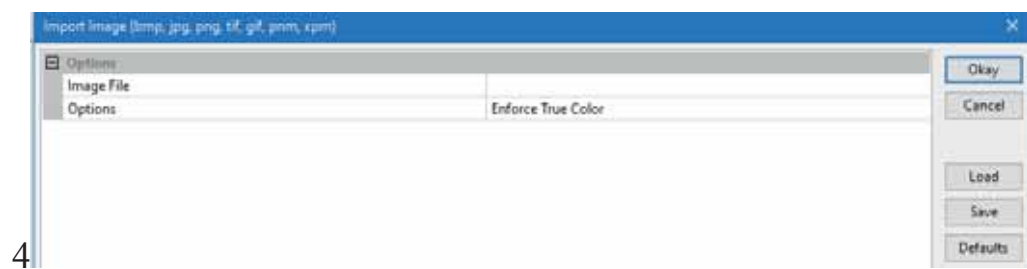 Import Image (bmp, jpg, png, tif, gif, pnm, xpm)
Options
Okay
Image File
Options Enforce True Color
Cancel
Load
Save
Defaults
4